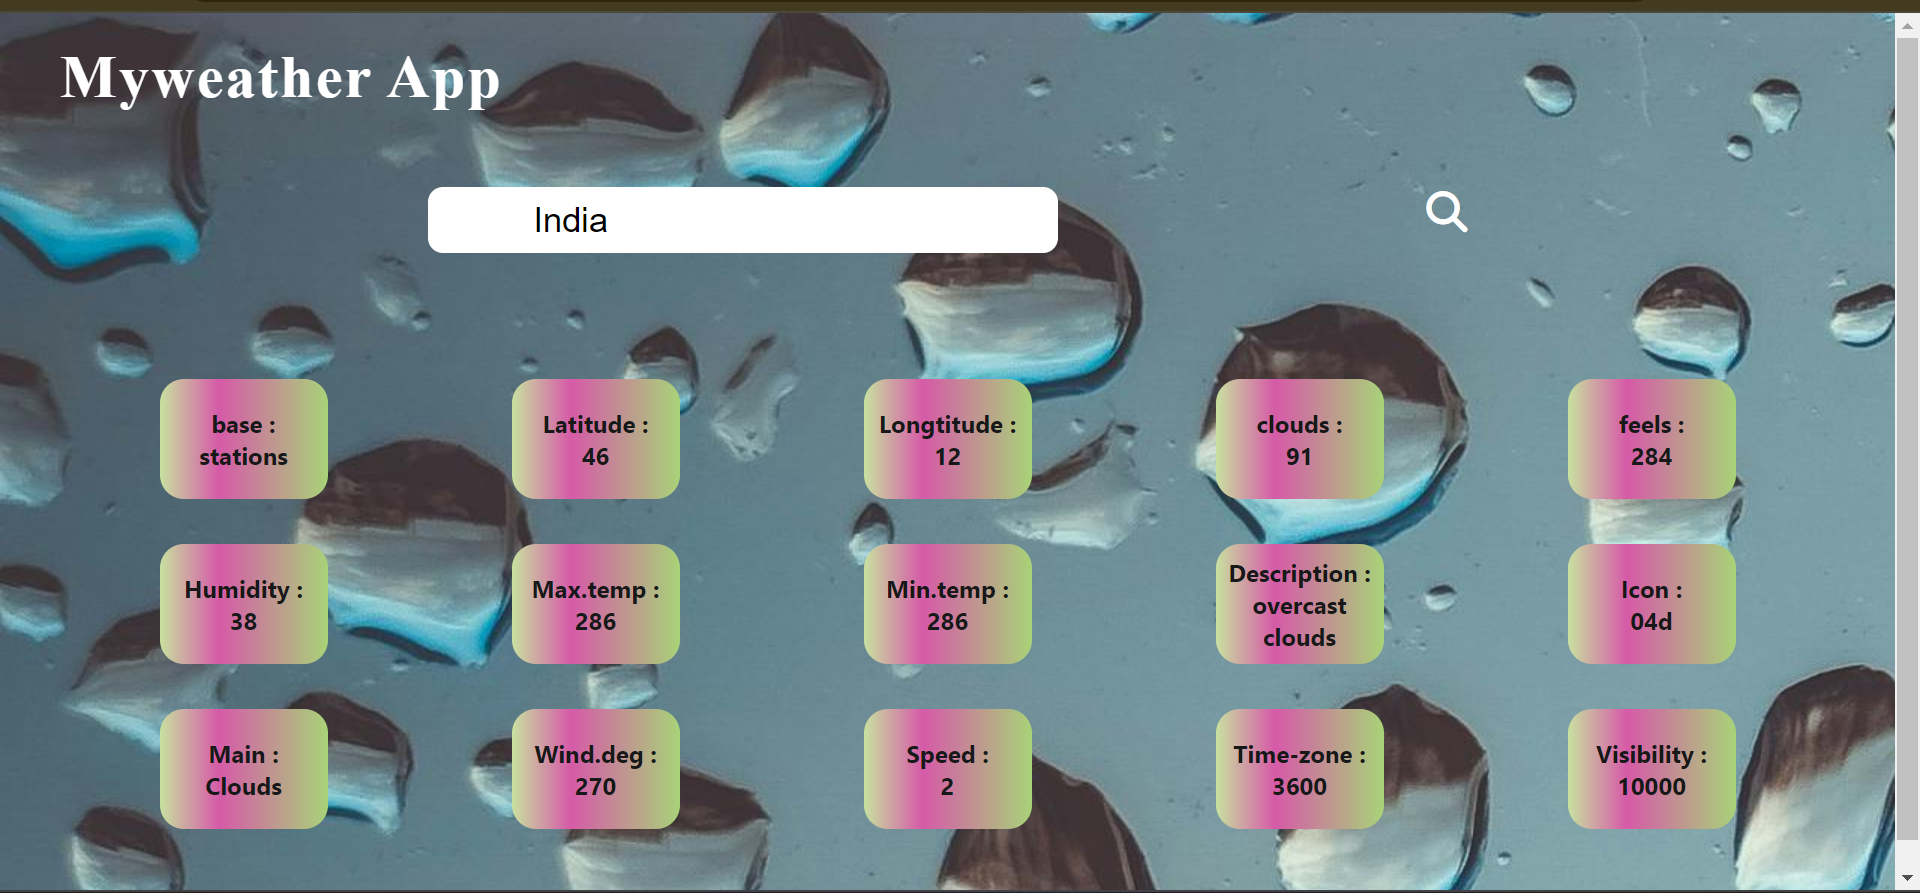 Myweather App
India
base :
stations
Latitude :
46
Longtitude :
12
clouds :
91
feels :
284
Humidity :
38
Max.temp :
286
Min.temp :
286
Description :
overcast
clouds
Icon :
04d
Main :
Clouds
Wind.deg :
270
Speed :
2
Time-zone :
3600
Visibility :
10000